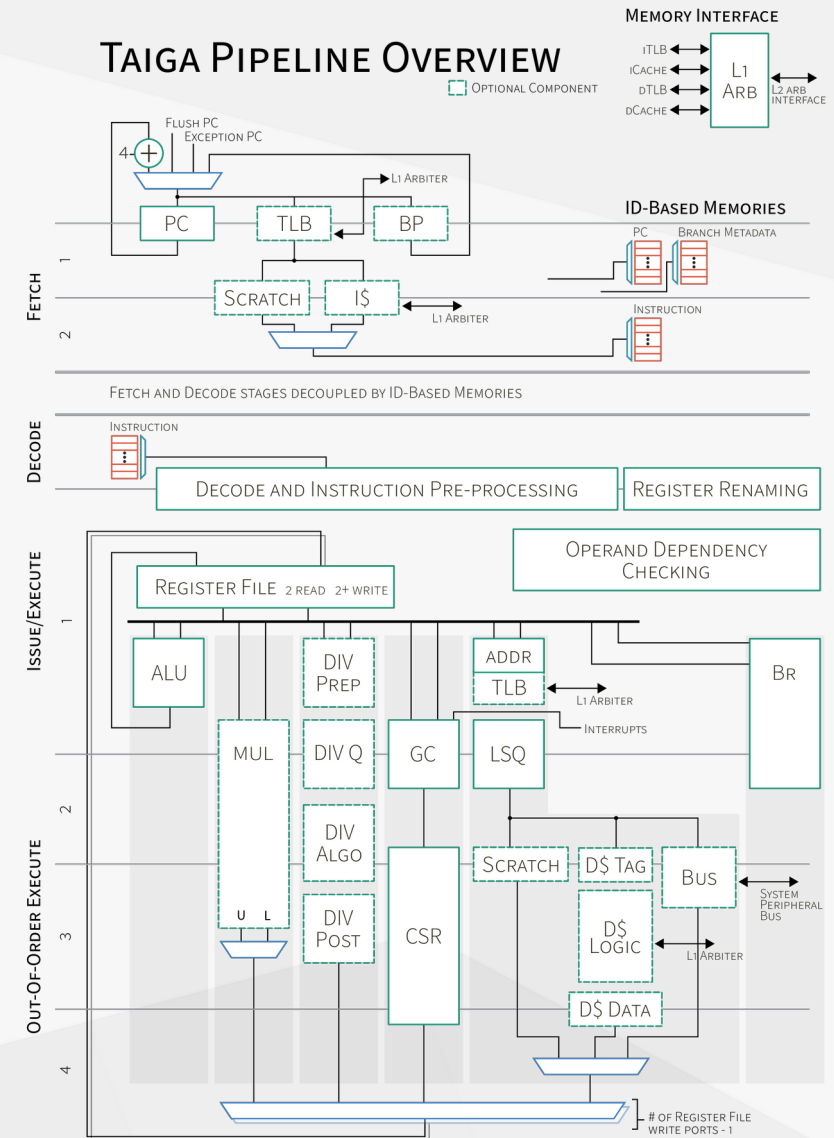 MEMORY INTERFACE
TAIGA PIPELINE OVERVIEW
OPTIONAL COMPONENT
ITLB
ICACHE
DTLB
DCACHE
L1
ARB
L2 ARB
INTERFACE
FLUSH PC
EXCEPTION PC
4
+
L1 ARBITER
PC
TLB
BP
ID-BASED MEMORIES
PC
BRANCH METADATA
FETCH
1
SCRATCH
I$
L1 ARBITER
2
INSTRUCTION
FETCH AND DECODE STAGES DECOUPLED BY ID-BASED MEMORIES
DECODE
INSTRUCTION
DECODE AND INSTRUCTION PRE-PROCESSING
REGISTER RENAMING
ISSUE/EXECUTE
1
REGISTER FILE 2 READ 2+ WRITE
OPERAND DEPENDENCY
CHECKING
ALU
DIV
PREP
ADDR
TLB
L1 ARBITER
BR
INTERRUPTS
MUL
DIV Q
GC
LSQ
OUT-OF-ORDER EXECUTE
2
DIV
ALGO
SCRATCH
D$ TAG
BUS
SYSTEM
PERIPHERAL
BUS
3
U L
DIV
POST
CSR
D$
LOGIC
L1 ARBITER
D$ DATA
4
# OF REGISTER FILE
WRITE PORTS - 1